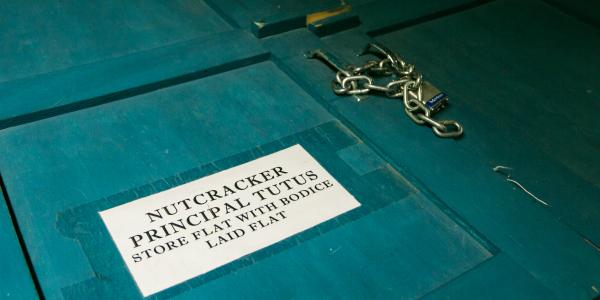 NUTCRACKER
PRINCIPAL TUTUS
STORE FLAT WITH BODICE
LAID FLAT